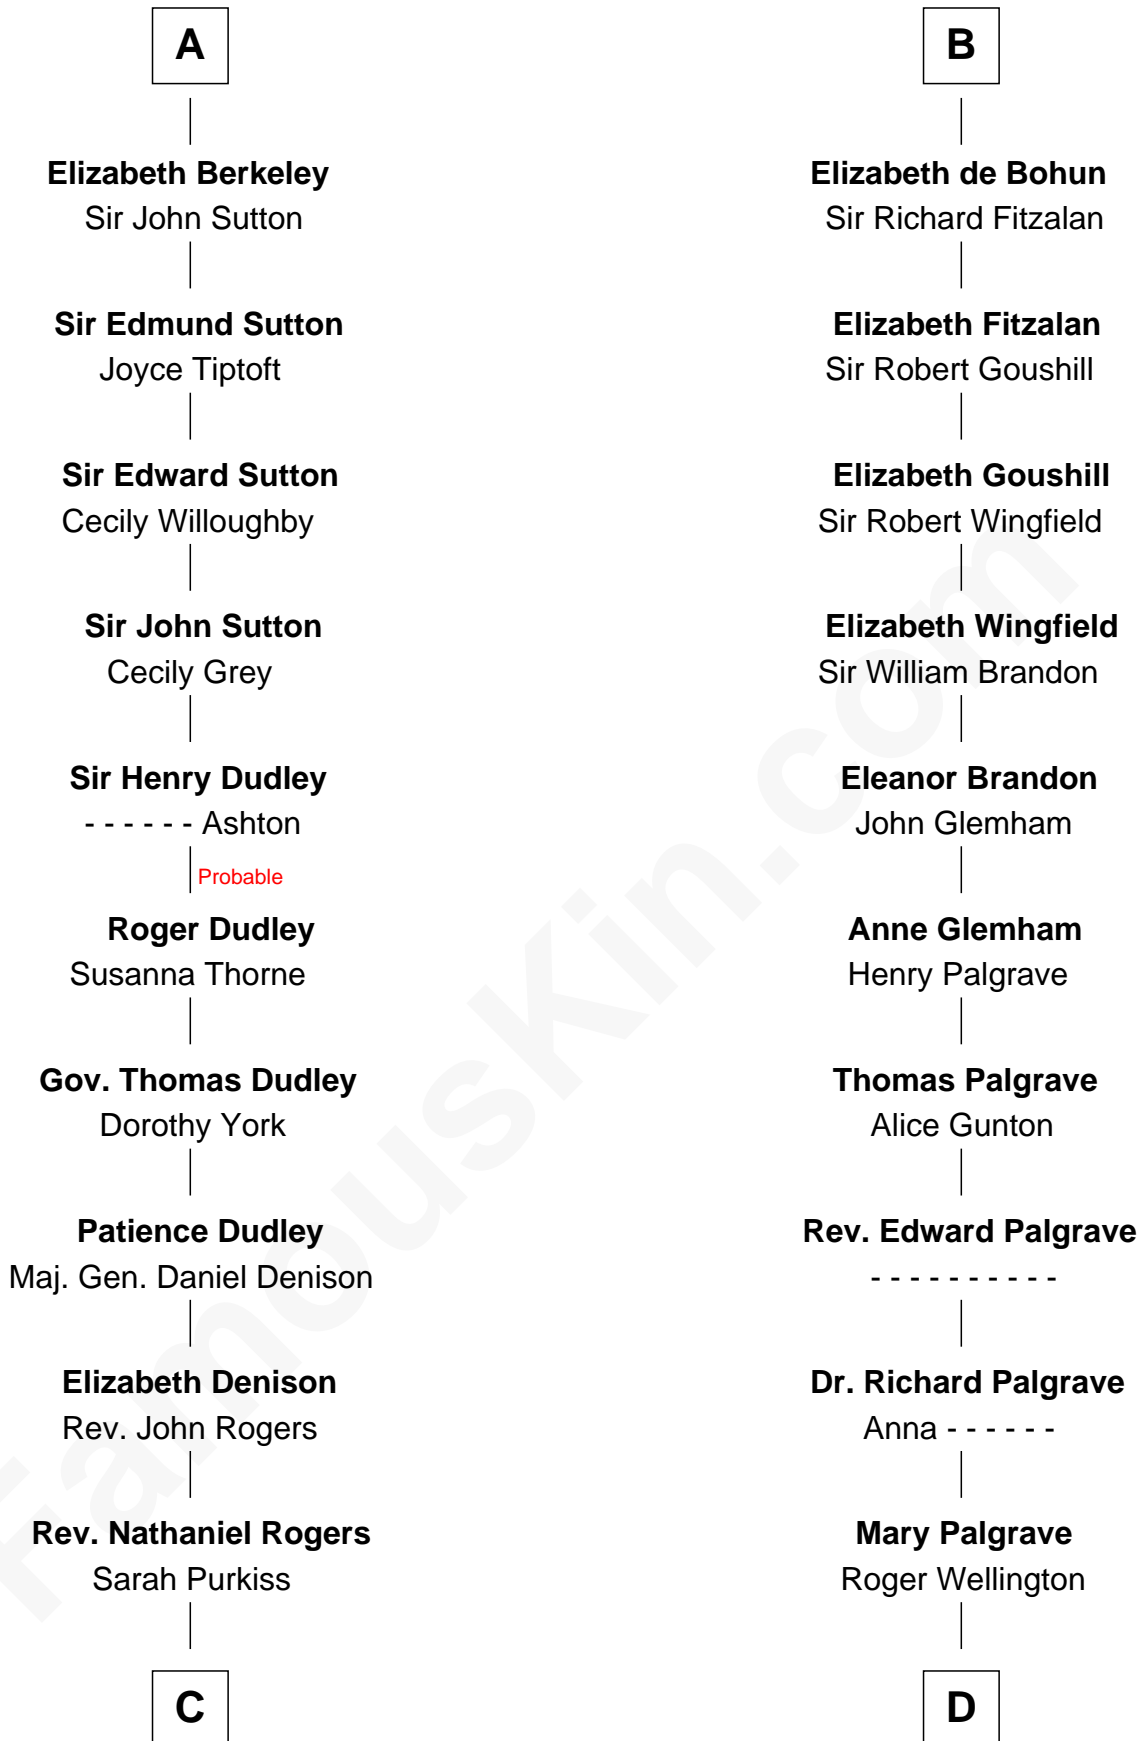 A
Elizabeth Berkeley
Sir John Sutton
Sir Edmund Sutton
Joyce Tiptoft
Sir Edward Sutton
Cecily Willoughby
Sir John Sutton
Cecily Grey
Sir Henry Dudley
- - - - - - Ashton
Probable
Roger Dudley
Susanna Thorne
Gov. Thomas Dudley
Dorothy York
Patience Dudley
Maj. Gen. Daniel Denison
Elizabeth Denison
Rev. John Rogers
Rev. Nathaniel Rogers
Sarah Purkiss
C
B
Elizabeth de Bohun
Sir Richard Fitzalan
Elizabeth Fitzalan
Sir Robert Goushill
Elizabeth Goushill
Sir Robert Wingfield
Elizabeth Wingfield
Sir William Brandon
Eleanor Brandon
John Glemham
Anne Glemham
Henry Palgrave
Thomas Palgrave
Alice Gunton
Rev. Edward Palgrave
- - - - - - - - - -
Dr. Richard Palgrave
Anna - - - - - -
Mary Palgrave
Roger Wellington
D
FamousKin.com